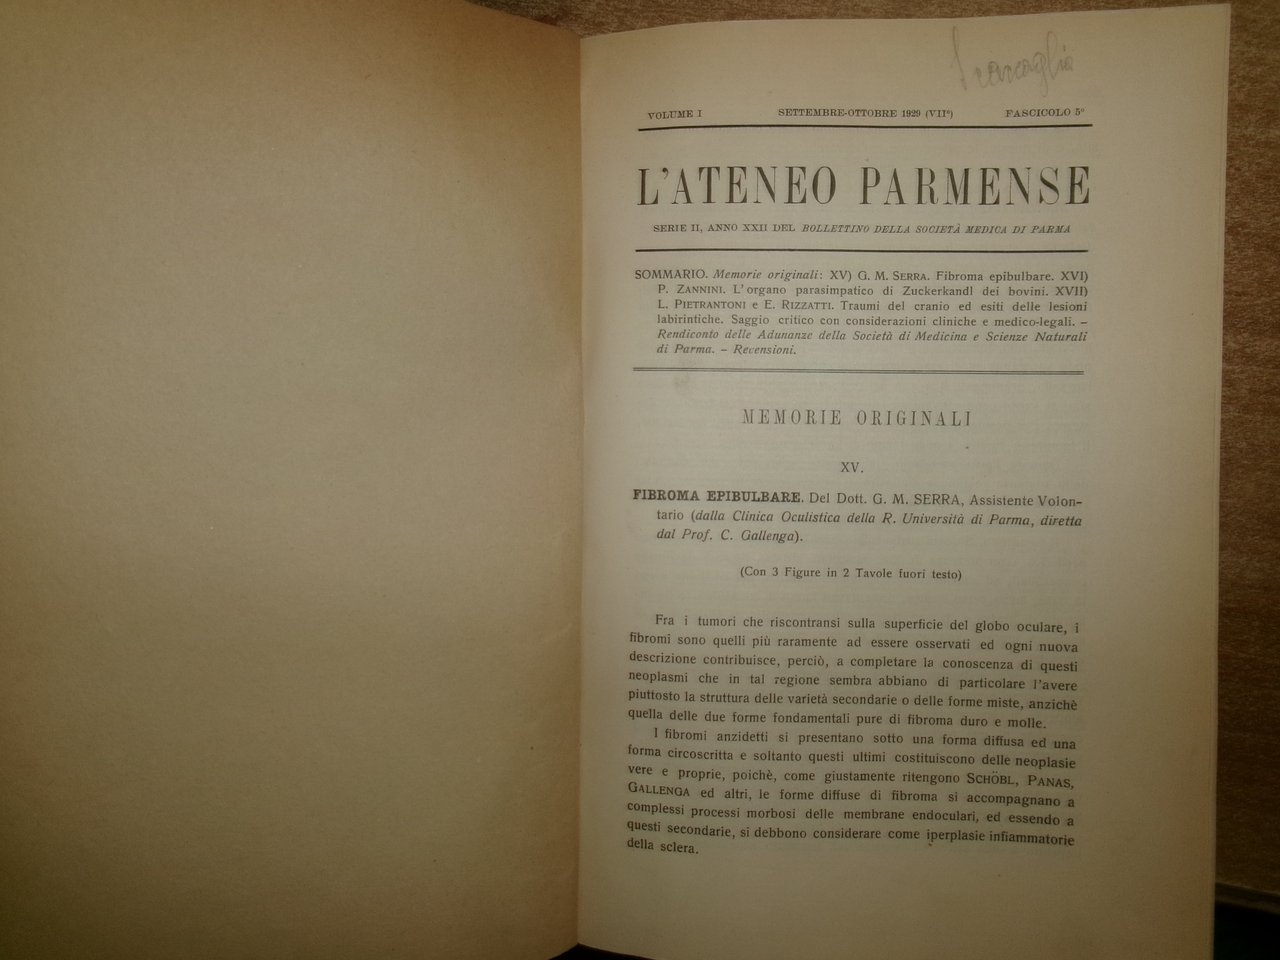 VOLUME I SETTEMBRE-OTTOBRE 1929 (VII°) FASCICOLO 5°
L'ATENEO PARMENSE
SERIE II, ANNO XXII DEL BOLLETTINO DELLA SOCIETÀ MEDICA DI PARMA
SOMMARIO. Memorie originali: XV) G. M. SERRA. Fibroma epibulbare. XVI)
P. ZANNINI. L'organo parasimpatico di Zuckerkandl dei bovini. XVII)
L. PIETRANTONI e E. RIZZATTI. Traumi del cranio ed esiti delle lesioni
labirintiche. Saggio critico con considerazioni cliniche e medico-legali. –
Rendiconto delle Adunanze della Società di Medicina e Scienze Naturali
di Parma. – Recensioni.
MEMORIE ORIGINALI
XV.
FIBROMA EPIBULBARE. Del Dott. G. M. SERRA, Assistente Volon-
tario (dalla Clinica Oculistica della R. Università di Parma, diretta
dal Prof. C. Gallenga).
(Con 3 Figure in 2 Tavole fuori testo)
Fra i tumori che riscontransi sulla superficie del globo oculare, i
fibromi sono quelli più raramente ad essere osservati ed ogni nuova
descrizione contribuisce, perciò, a completare la conoscenza di questi
neoplasmi che in tal regione sembra abbiano di particolare l'avere
piuttosto la struttura delle varietà secondarie o delle forme miste, anzichè
quella delle due forme fondamentali pure di fibroma duro e molle.
I fibromi anzidetti si presentano sotto una forma diffusa ed una
forma circoscritta e soltanto questi ultimi costituiscono delle neoplasie
vere e proprie, poichè, come giustamente ritengono SCHÖBL, PANAS,
GALLENGA ed altri, le forme diffuse di fibroma si accompagnano a
complessi processi morbosi delle membrane endoculari, ed essendo a
questi secondarie, si debbono considerare come iperplasie infiammatorie
della sclera.